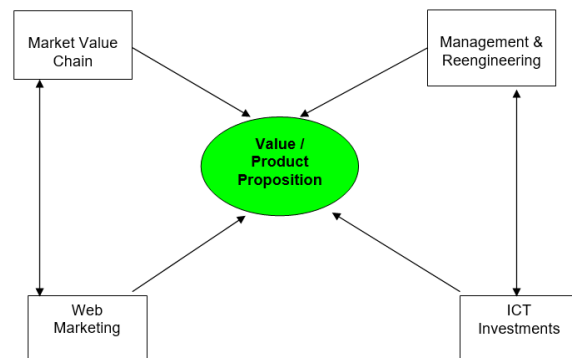 Market Value
Chain
Management &
Reengineering
Value /
Product
Proposition
Web
Marketing
ICT
Investments